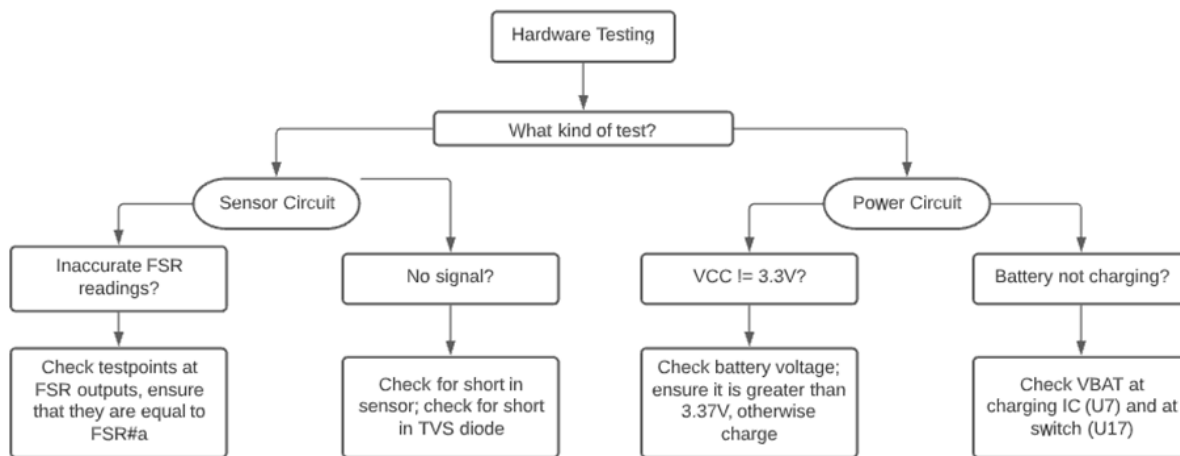 Hardware Testing
What kind of test?
Sensor Circuit
Power Circuit
Inaccurate FSR
readings?
No signal?
VCC != 3.3V?
Battery not charging?
Check testpoints at
FSR outputs, ensure
that they are equal to
FSR#a
Check for short in
sensor; check for short
in TVS diode
Check battery voltage;
ensure it is greater than
3.37V, otherwise
charge
Check VBAT at
charging IC (U7) and at
switch (U17)